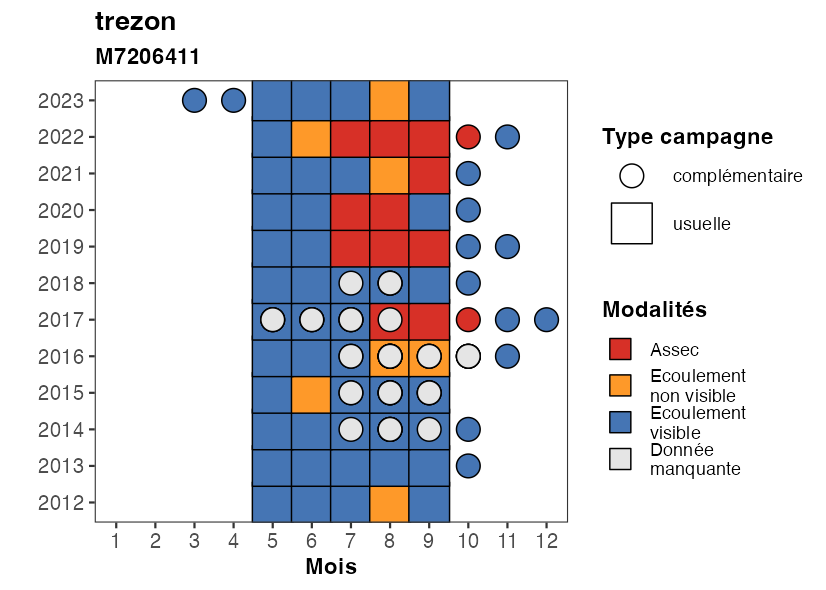 trezon
M7206411
2023
2022
2021
2020
2019
2018
2017
2016
2015
2014
2013
2012
1 2 3 4 5 6 7 8 9 10 11 12
Mois
Type campagne
complémentaire
usuelle
Modalités
Assec
Ecoulement
non visible
Ecoulement
visible
Donnée
manquante